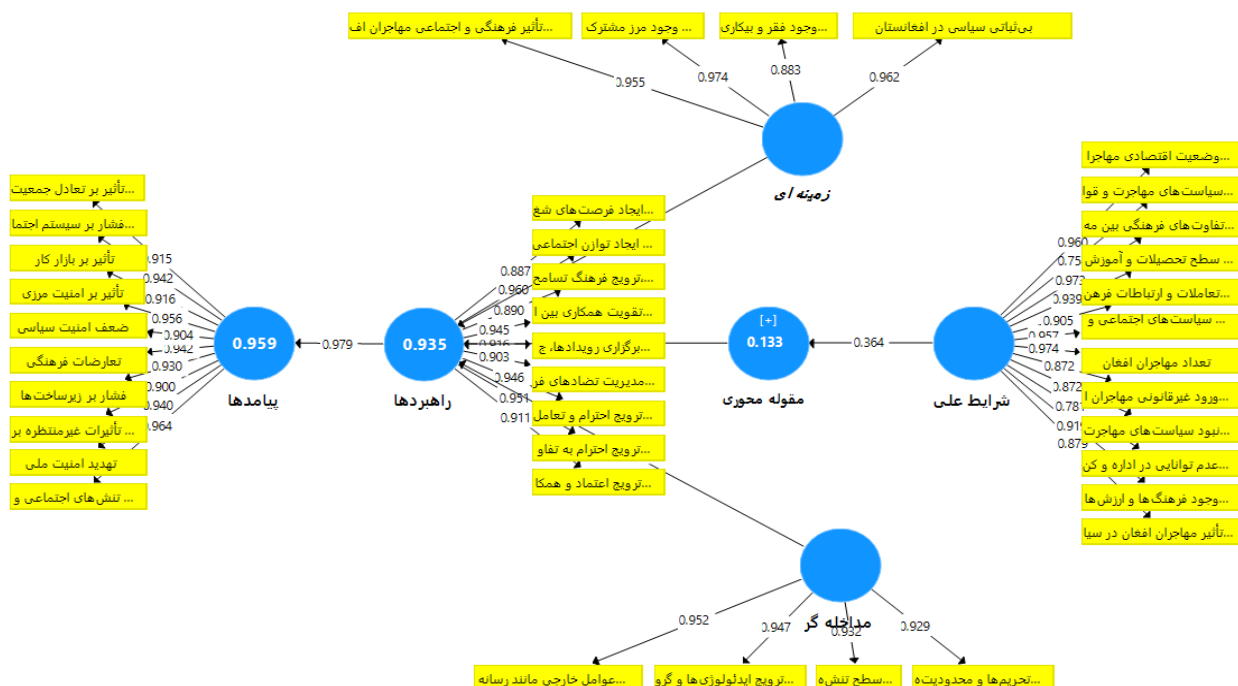 ...تأثیر فرهنگی و اجتماعی مهاجران اف
... وجود مرز مشترک
...وجود فقر و بیکاری
بی‌ثباتی سیاسی در افغانستان
0.955
0.974
0.883
0.962
زمینه ای
...وضعیت اقتصادی مهاجرا
...سیاست‌های مهاجرت و قوا
...تفاوت‌های فرهنگی بین مه
... سطح تحصیلات و آموزش
...تعاملات و ارتباطات فرهن
... سیاست‌های اجتماعی و
تعداد مهاجران افغان
...ورود غیرقانونی مهاجران ا
...نبود سیاست‌های مهاجرت
...عدم توانایی در اداره و کن
...وجود فرهنگ‌ها و ارزش‌ها
...تأثیر مهاجران افغان در سیا
0.960
0.75
0.973
0.939
0.905
0.957
0.974
0.872
0.872
0.781
0.919
0.879
شرایط علی
0.364
[+]
0.133
مقوله محوری
...ایجاد فرصت‌های شغ
... ایجاد توازن اجتماعی
...ترویج فرهنگ تسامح
...تقویت همکاری بین ا
...برگزاری رویدادها، ج
...مدیریت تضادهای فر
...ترویج احترام و تعامل
...ترویج احترام به تفاو
...ترویج اعتماد و همکا
0.887
0.960
0.890
0.945
0.916
0.903
0.946
0.951
0.911
0.935
راهبردها
0.979
0.959
پیامدها
...تأثیر بر تعادل جمعیت
...فشار بر سیستم اجتما
تأثیر بر بازار کار
تأثیر بر امنیت مرزی
ضعف امنیت سیاسی
تعارضات فرهنگی
فشار بر زیرساخت‌ها
... تأثیرات غیرمنتظره بر
تهدید امنیت ملی
... تنش‌های اجتماعی و
0.915
0.942
0.916
0.956
0.904
0.942
0.930
0.900
0.940
0.964
مداخله گر
0.952
0.947
0.932
0.929
...عوامل خارجی مانند رسانه
...ترویج ایدئولوژی‌ها و گرو
...سطح تنش‌ه
...تحریم‌ها و محدودیت‌ه